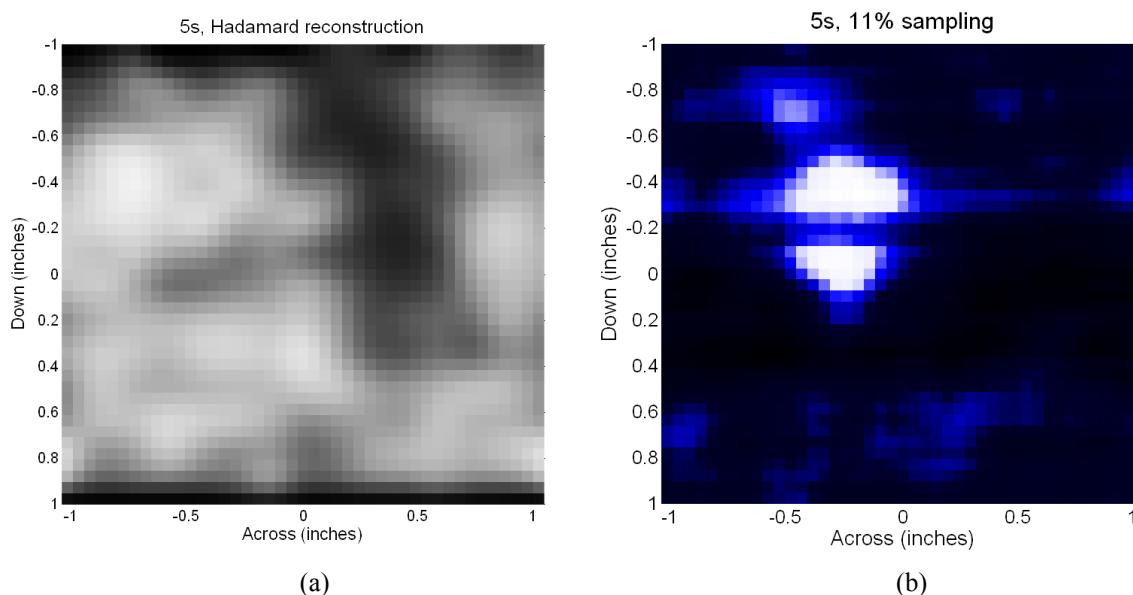 5s, Hadamard reconstruction
-1
-0.8
-0.6
-0.4
-0.2
0
0.2
0.4
0.6
0.8
1
Down (inches)
-1 -0.5 0 0.5 1
Across (inches)
(a)
5s, 11% sampling
-1
-0.8
-0.6
-0.4
-0.2
0
0.2
0.4
0.6
0.8
1
Down (inches)
-1 -0.5 0 0.5 1
Across (inches)
(b)